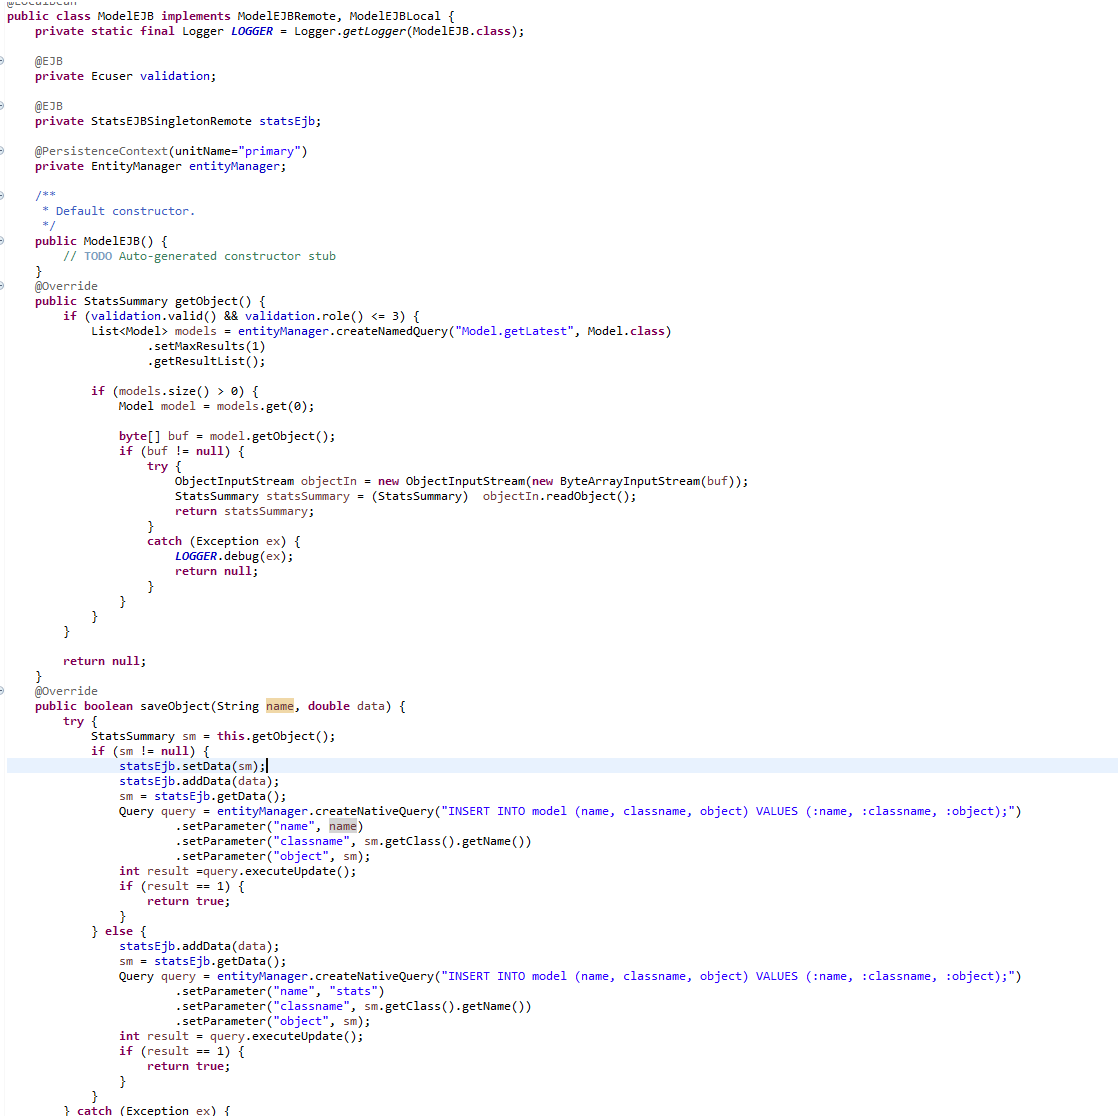 @LocalBean
public class ModelEJB implements ModelEJBRemote, ModelEJBLocal {
    private static final Logger LOGGER = Logger.getLogger(ModelEJB.class);

    @EJB
    private Ecuser validation;

    @EJB
    private StatsEJBSingletonRemote statsEjb;

    @PersistenceContext(unitName="primary")
    private EntityManager entityManager;

    /**
     * Default constructor.
     */
    public ModelEJB() {
        // TODO Auto-generated constructor stub
    }
    @Override
    public StatsSummary getObject() {
        if (validation.valid() && validation.role() <= 3) {
            List<Model> models = entityManager.createNamedQuery("Model.getLatest", Model.class)
                    .setMaxResults(1)
                    .getResultList();

            if (models.size() > 0) {
                Model model = models.get(0);

                byte[] buf = model.getObject();
                if (buf != null) {
                    try {
                        ObjectInputStream objectIn = new ObjectInputStream(new ByteArrayInputStream(buf));
                        StatsSummary statsSummary = (StatsSummary)  objectIn.readObject();
                        return statsSummary;
                    }
                    catch (Exception ex) {
                        LOGGER.debug(ex);
                        return null;
                    }
                }
            }
        }

        return null;
    }
    @Override
    public boolean saveObject(String name, double data) {
        try {
            StatsSummary sm = this.getObject();
            if (sm != null) {
                statsEjb.setData(sm);
                statsEjb.addData(data);
                sm = statsEjb.getData();
                Query query = entityManager.createNativeQuery("INSERT INTO model (name, classname, object) VALUES (:name, :classname, :object);")
                        .setParameter("name", name)
                        .setParameter("classname", sm.getClass().getName())
                        .setParameter("object", sm);
                int result =query.executeUpdate();
                if (result == 1) {
                    return true;
                }
            } else {
                statsEjb.addData(data);
                sm = statsEjb.getData();
                Query query = entityManager.createNativeQuery("INSERT INTO model (name, classname, object) VALUES (:name, :classname, :object);")
                        .setParameter("name", "stats")
                        .setParameter("classname", sm.getClass().getName())
                        .setParameter("object", sm);
                int result = query.executeUpdate();
                if (result == 1) {
                    return true;
                }
            }
        } catch (Exception ex) {